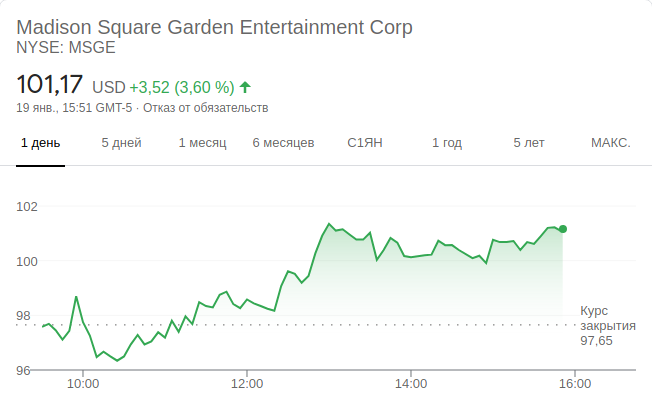 Madison Square Garden Entertainment Corp
NYSE: MSGE
101,17 USD +3,52 (3,60 %)
19 янв., 15:51 GMT-5 · Отказ от обязательств
1 день 5 дней 1 месяц 6 месяцев С1ЯН 1 год 5 лет МАКС.
102
100
98
Курс
закрытия
97,65
96
10:00 12:00 14:00 16:00